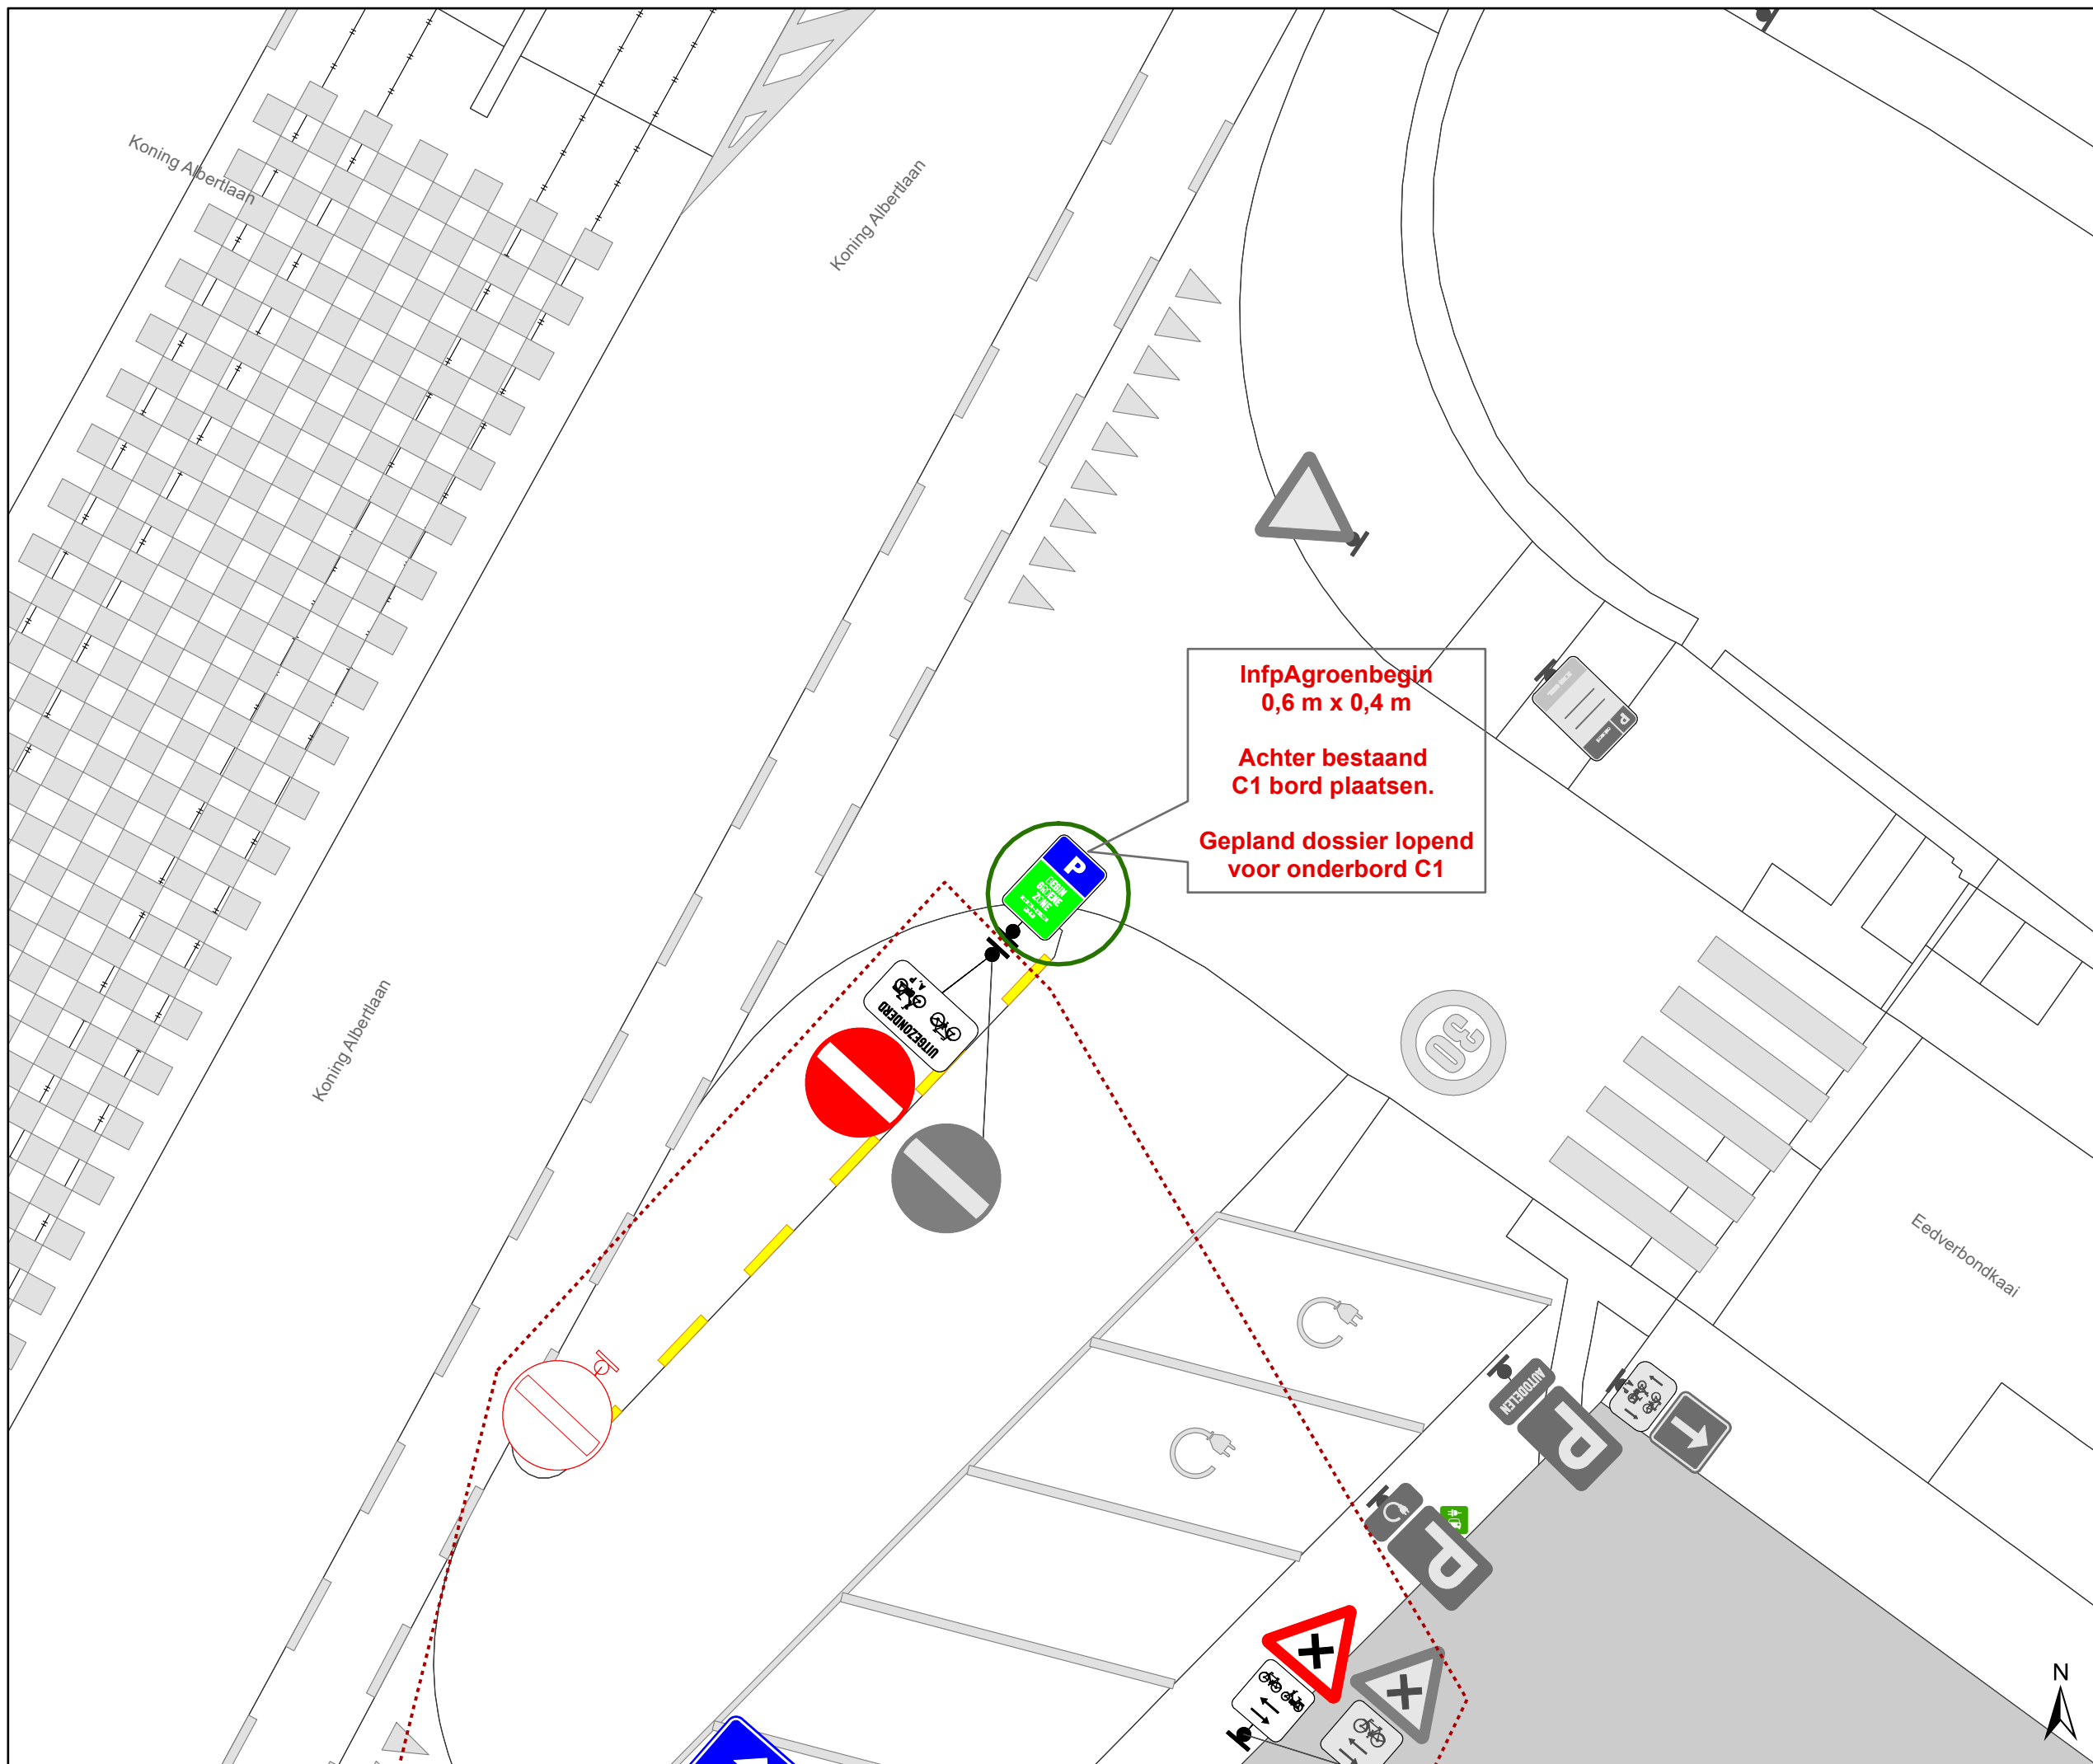 Koning Albertlaan
Koning Albertlaan
InfpAgroenbegin
0,6 m x 0,4 m
Achter bestaand
C1 bord plaatsen.
Gepland dossier lopend
voor onderbord C1
P
P
A, P
UITGEZONDERD
30
Koning Albertlaan
Eedverbondkaai
AUTODELEN
P
P
N